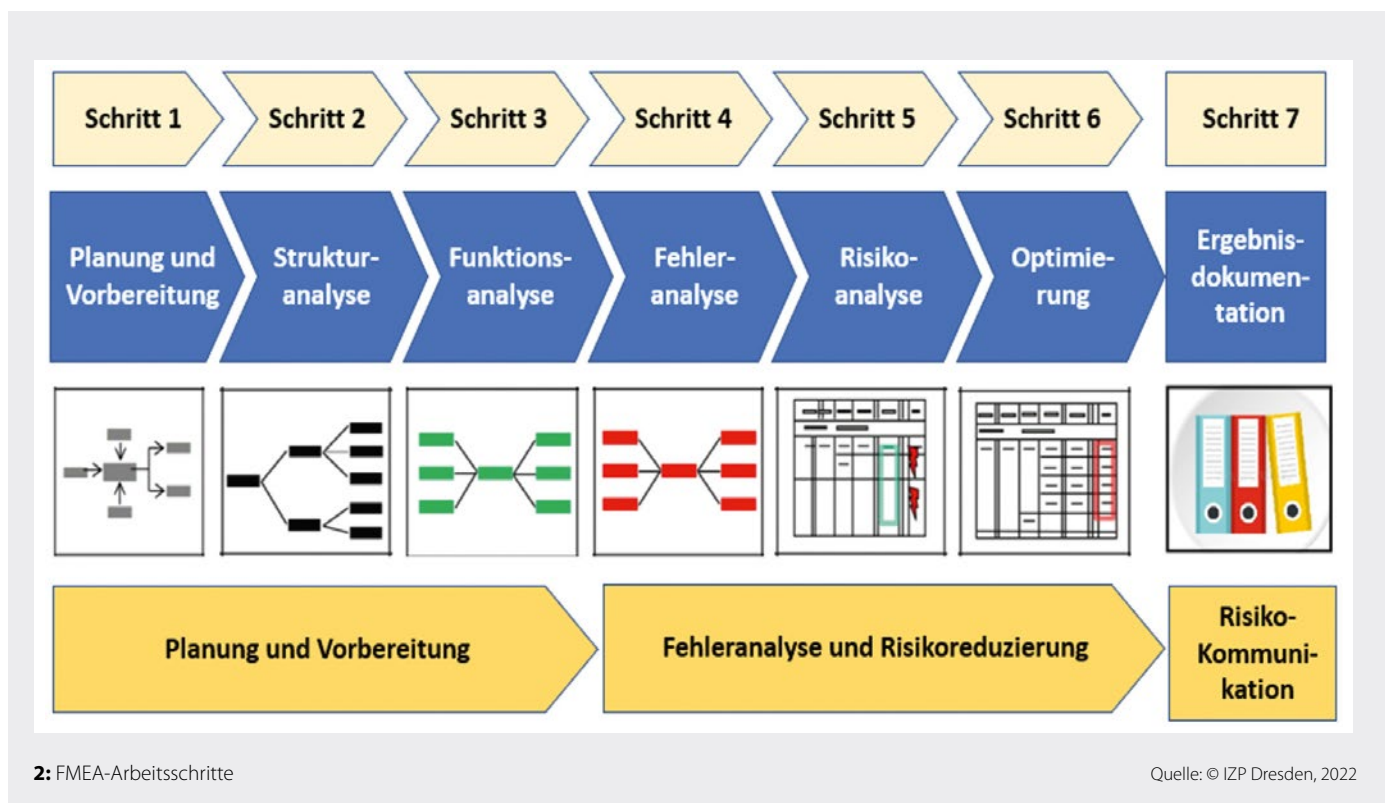 Schritt 1
Schritt 2
Schritt 3
Schritt 4
Schritt 5
Schritt 6
Schritt 7
Planung und
Vorbereitung
Struktur-
analyse
Funktions-
analyse
Fehler-
analyse
Risiko-
analyse
Optimie-
rung
Ergebnis-
dokumen-
tation
Planung und Vorbereitung
Fehleranalyse und Risikoreduzierung
Risiko-
Kommuni-
kation
2: FMEA-Arbeitsschritte
Quelle: © IZP Dresden, 2022